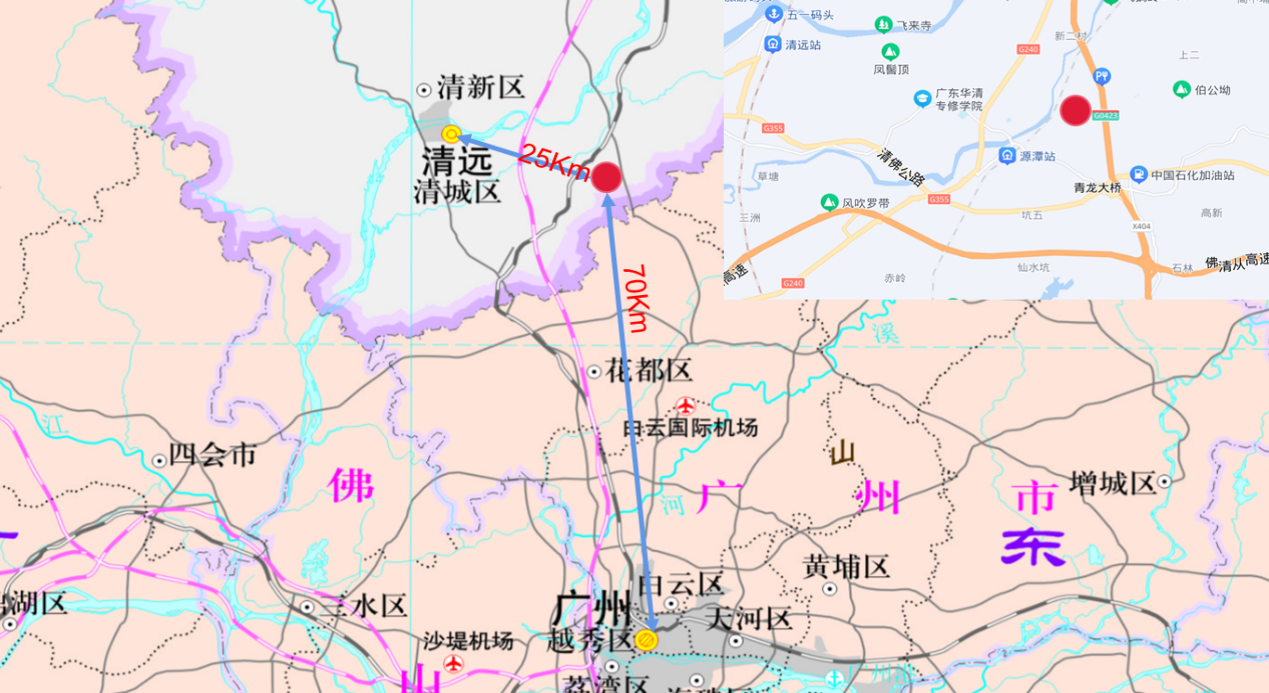 清新区
清远
清城区
25Km
70Km
花都区
白云国际机场
溪
江
四会市
佛
河
广
州
市
山
增城区
东
白云区
黄埔区
广州
天河区
越秀区
三水区
湖区
沙堤机场
山
荔湾区
五一码头
清远站
飞来寺
凤髻顶
G240
新二村
上二
广东华清
专修学院
伯公坳
G0423
G355
清佛公路
源潭站
草塘
中国石化加油站
青龙大桥
风吹罗带
G355
三洲
坑五
高新
X404
高速
G240
赤岭
仙水坑
石林
佛清从高速